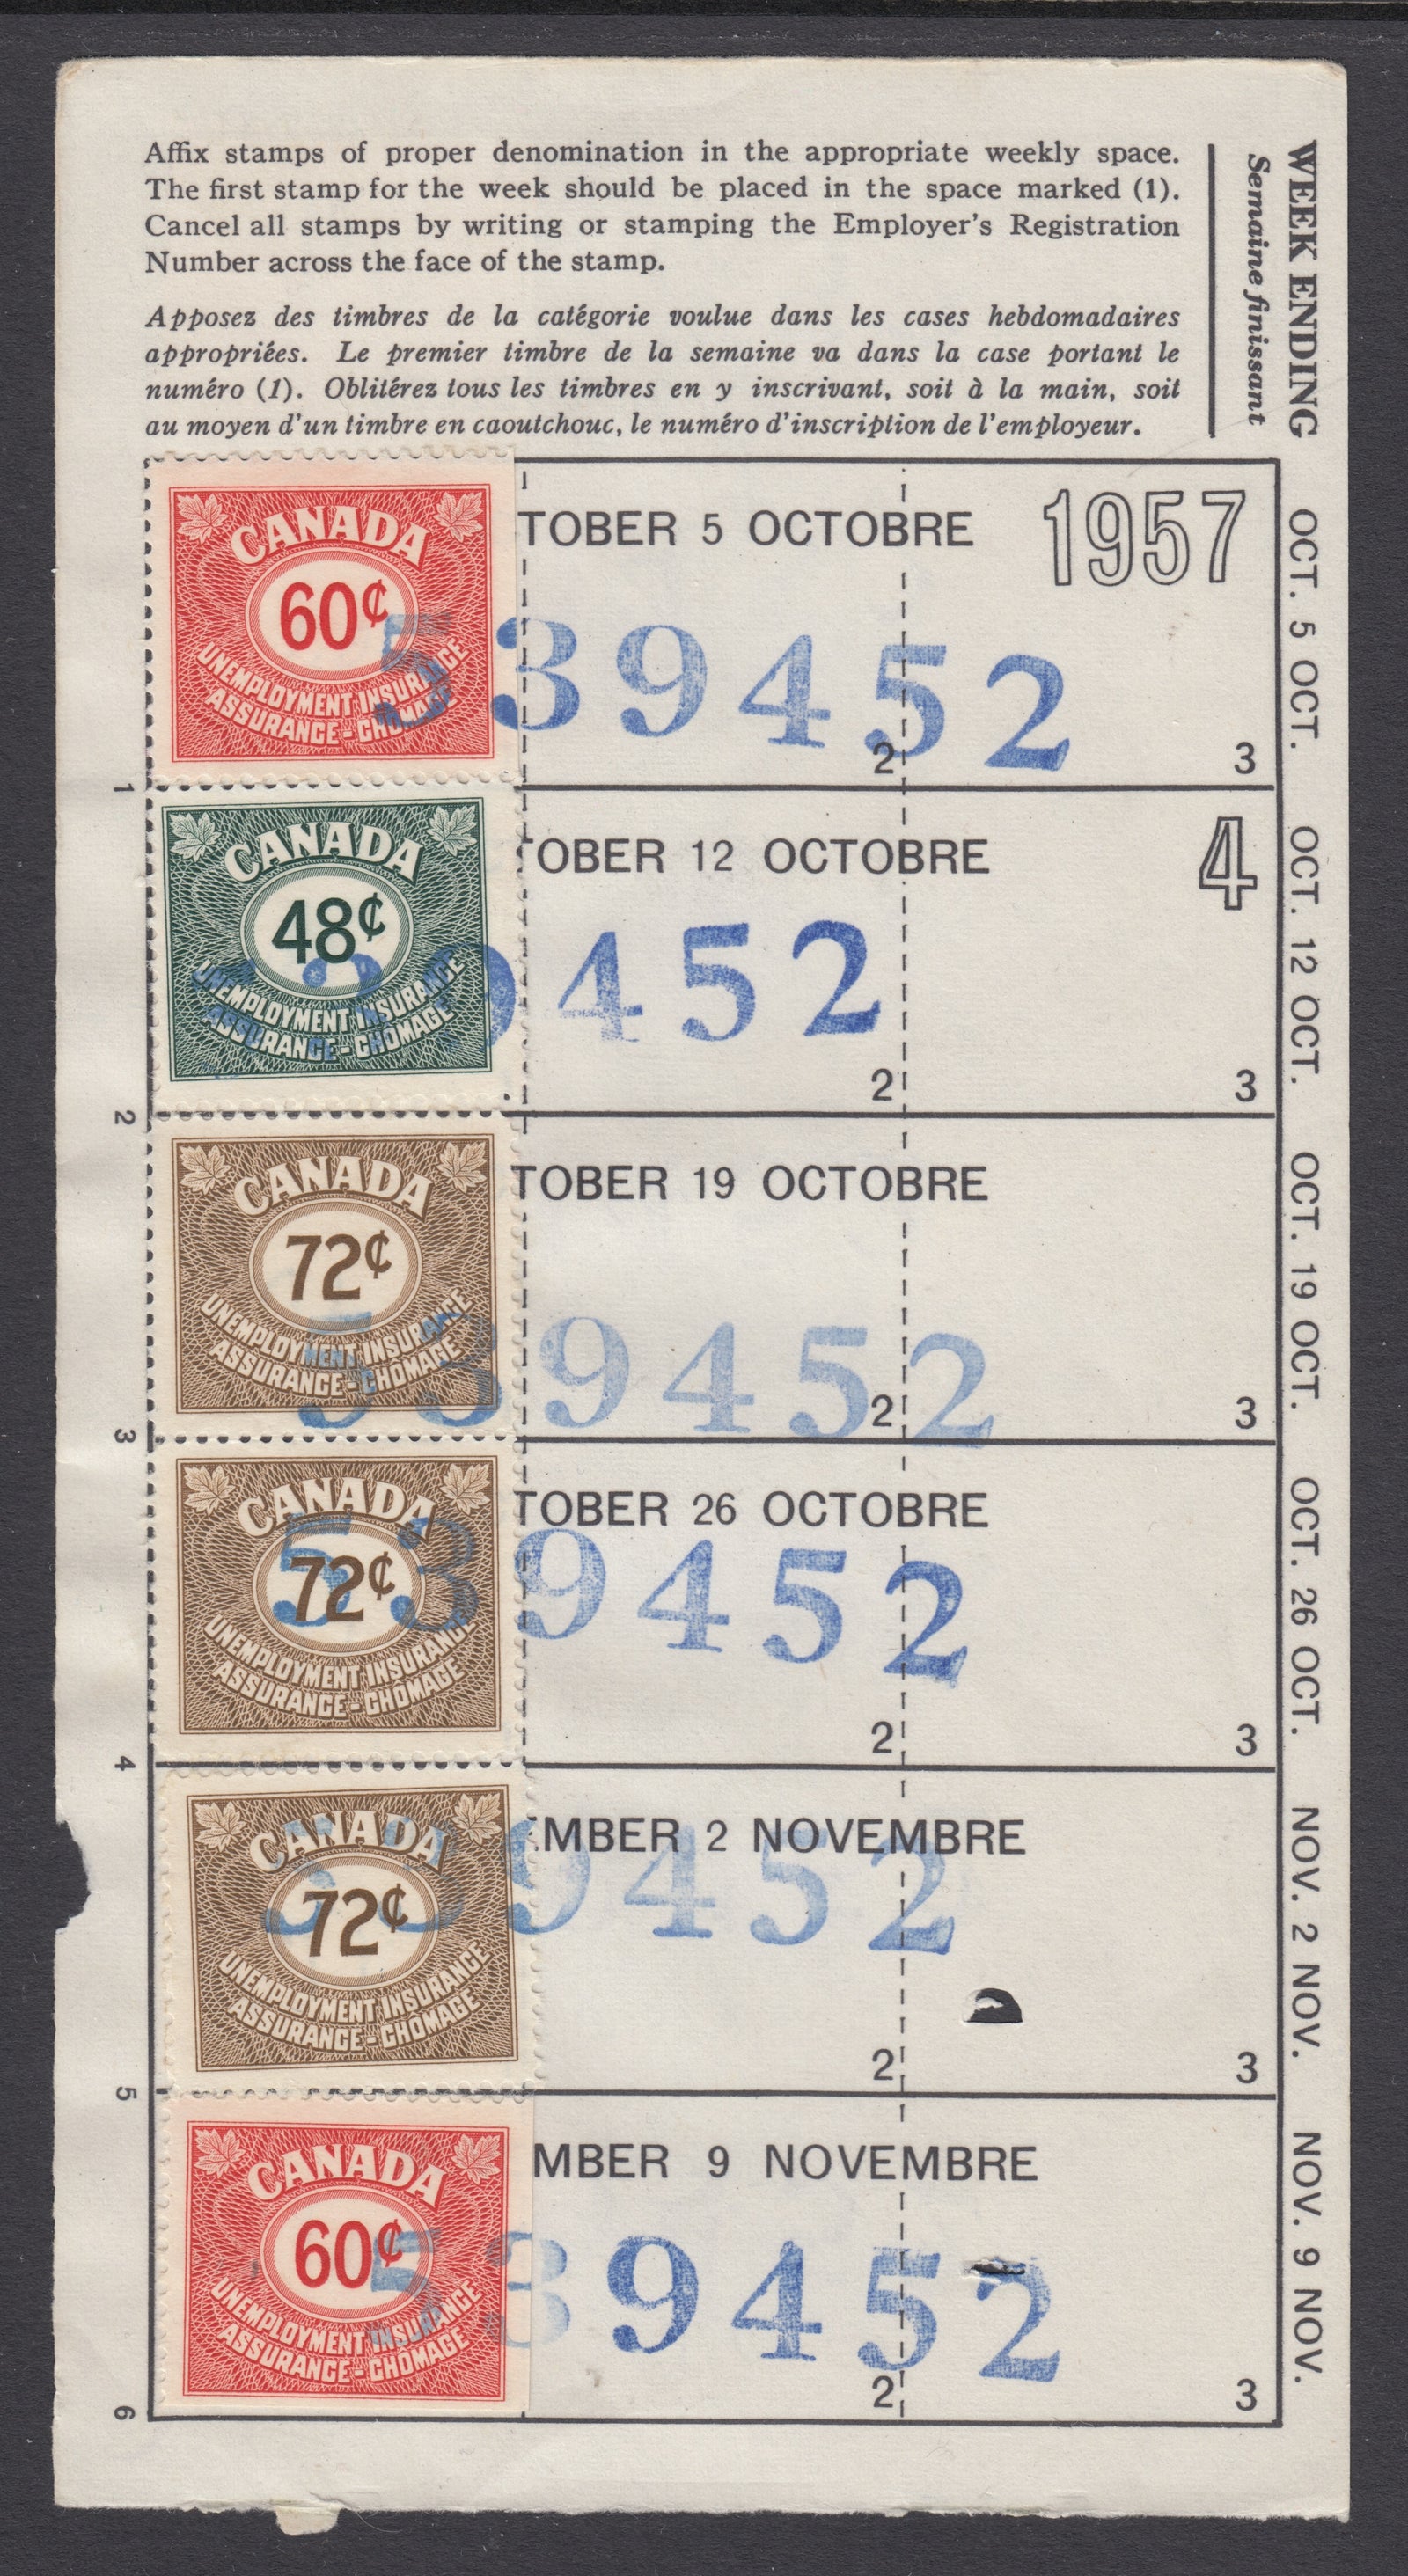 Affix stamps of proper denomination in the appropriate weekly space.
The first stamp for the week should be placed in the space marked (1).
Cancel all stamps by writing or stamping the Employer's Registration
Number across the face of the stamp.
Apposez des timbres de la catégorie voulue dans les cases hebdomadaires
appropriées. Le premier timbre de la semaine va dans la case portant le
numéro (1). Oblitérez tous les timbres en y inscrivant, soit à la main, soit
au moyen d'un timbre en caoutchouc, le numéro d'inscription de l'employeur.
WEEK ENDING
Semaine finissant
CANADA
60¢
UNEMPLOYMENT INSURANCE
ASSURANCE-CHOMAGE
TOBER 5 OCTOBRE
1957
539452
2
3
OCT. 5 OCT.
1
CANADA
48¢
UNEMPLOYMENT INSURANCE
ASSURANCE-CHOMAGE
OBER 12 OCTOBRE
4
9452
2
3
OCT. 12 OCT.
2
CANADA
72¢
UNEMPLOYMENT INSURANCE
ASSURANCE-CHOMAGE
TOBER 19 OCTOBRE
539452
2
3
OCT. 19 OCT.
3
CANADA
72¢
UNEMPLOYMENT INSURANCE
ASSURANCE-CHOMAGE
TOBER 26 OCTOBRE
539452
2
3
OCT. 26 OCT.
4
CANADA
72¢
UNEMPLOYMENT INSURANCE
ASSURANCE-CHOMAGE
EMBER 2 NOVEMBRE
539452
2
3
NOV. 2 NOV.
5
CANADA
60¢
UNEMPLOYMENT INSURANCE
ASSURANCE-CHOMAGE
MBER 9 NOVEMBRE
539452
2
3
NOV. 9 NOV.
6